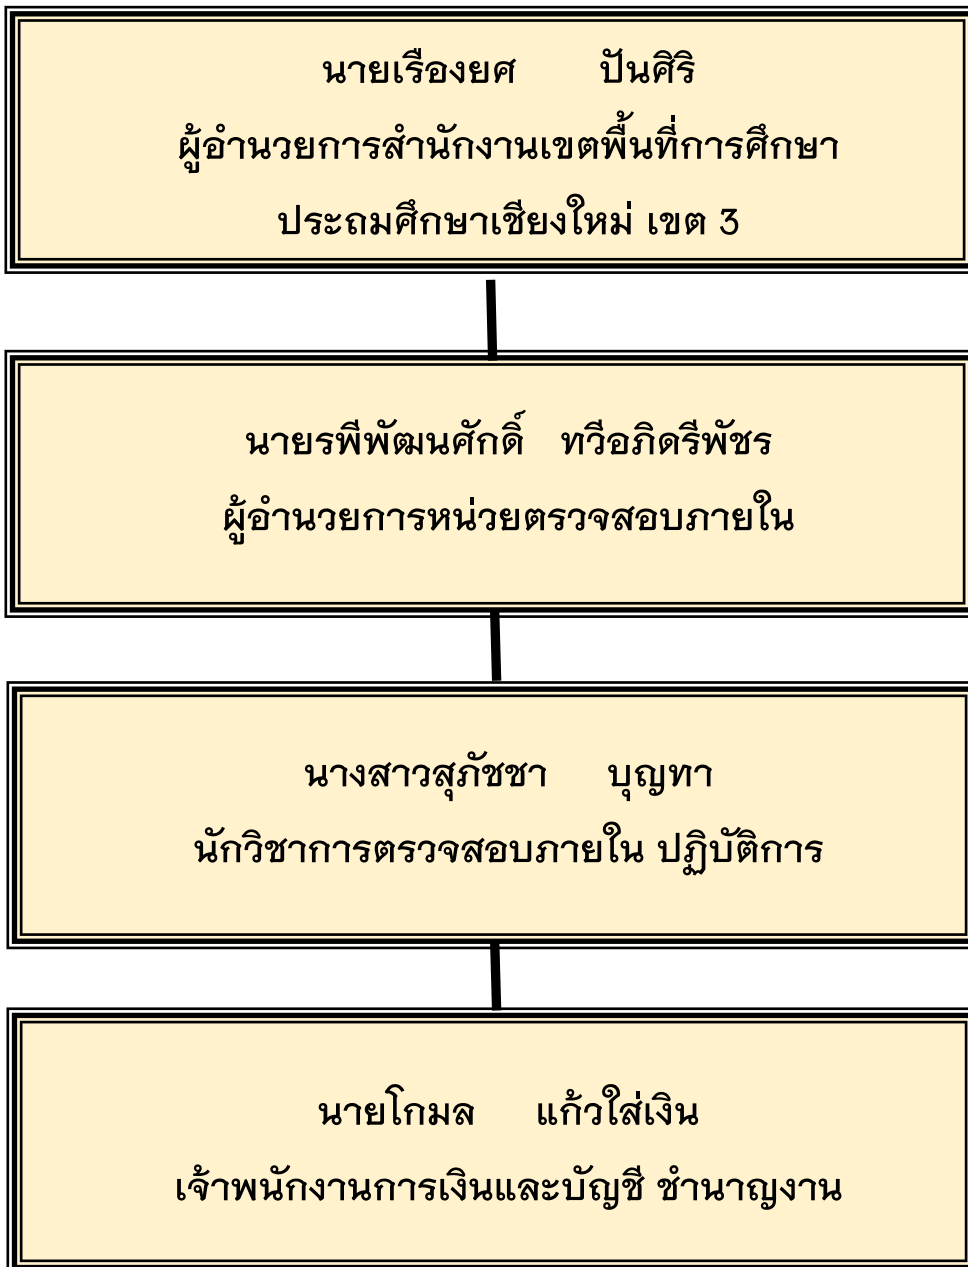 นายเรืองยศ ปันศิริ
ผู้อำนวยการสำนักงานเขตพื้นที่การศึกษา
ประถมศึกษาเชียงใหม่ เขต 3
นายรพีพัฒนศักดิ์ ทวีอภิดรีพัชร
ผู้อำนวยการหน่วยตรวจสอบภายใน
นางสาวสุภัชชา บุญทา
นักวิชาการตรวจสอบภายใน ปฏิบัติการ
นายโกมล แก้วใส่เงิน
เจ้าพนักงานการเงินและบัญชี ชำนาญงาน